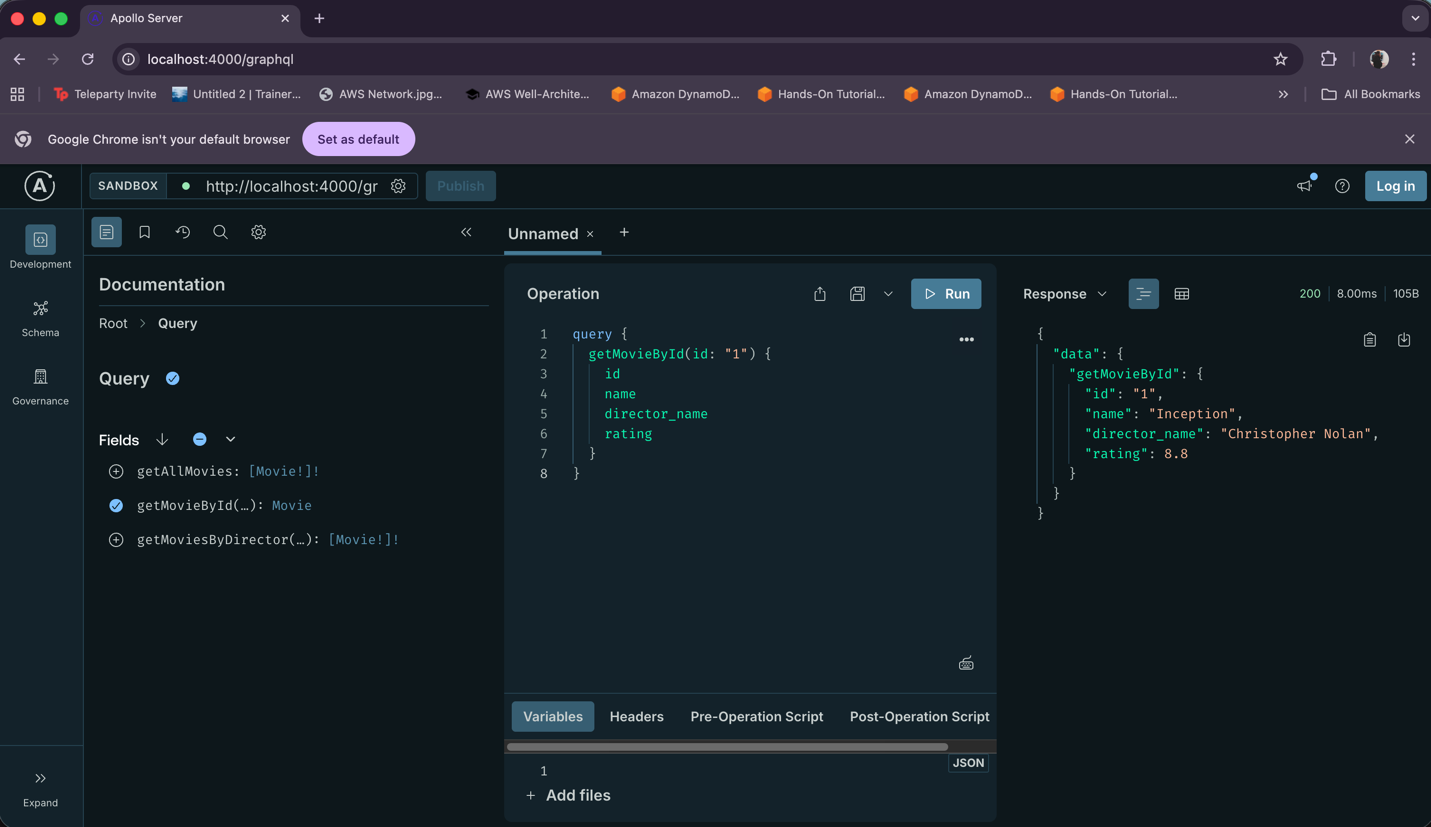 Apollo Server
localhost:4000/graphql
Teleparty Invite
Untitled 2 | Trainer...
AWS Network.jpg...
AWS Well-Archite...
Amazon DynamoD...
Hands-On Tutorial...
Amazon DynamoD...
Hands-On Tutorial...
All Bookmarks
Google Chrome isn't your default browser
Set as default
SANDBOX
http://localhost:4000/gr
Publish
Log in
Development
Schema
Governance
Expand
Documentation
Root > Query
Query
Fields
getAllMovies: [Movie!]!
getMovieById(…): Movie
getMoviesByDirector(…): [Movie!]!
Unnamed
Operation
Run
1 query {
2 getMovieById(id: "1") {
3 id
4 name
5 director_name
6 rating
7 }
8 }
Variables
Headers
Pre-Operation Script
Post-Operation Script
JSON
1
+ Add files
Response
200
8.00ms
105B
{
"data": {
"getMovieById": {
"id": "1",
"name": "Inception",
"director_name": "Christopher Nolan",
"rating": 8.8
}
}
}